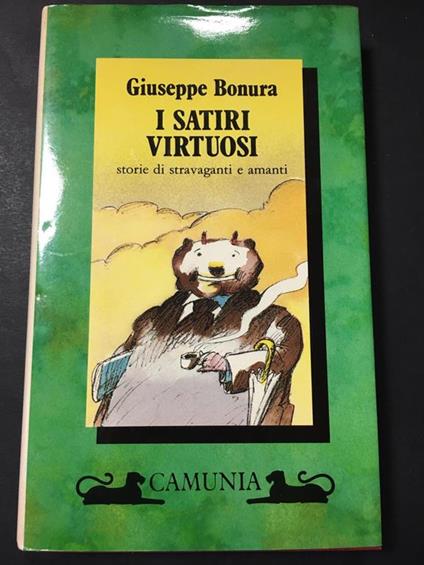 Giuseppe Bonura
I SATIRI
VIRTUOSI
storie di stravaganti e amanti
CAMUNIA